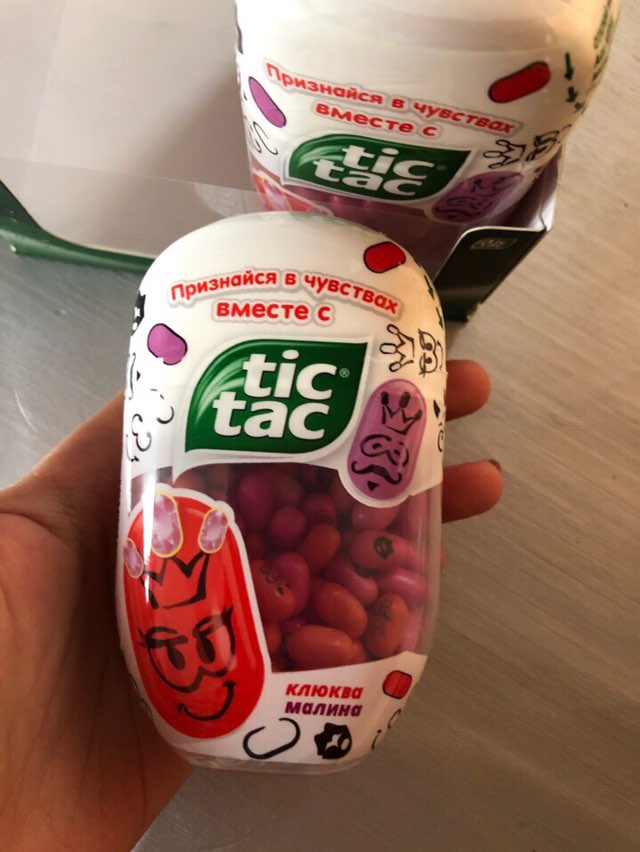 Признайся в чувствах
вместе с
tic
tac
Признайся в чувствах
вместе с
tic®
tac
клюква
малина